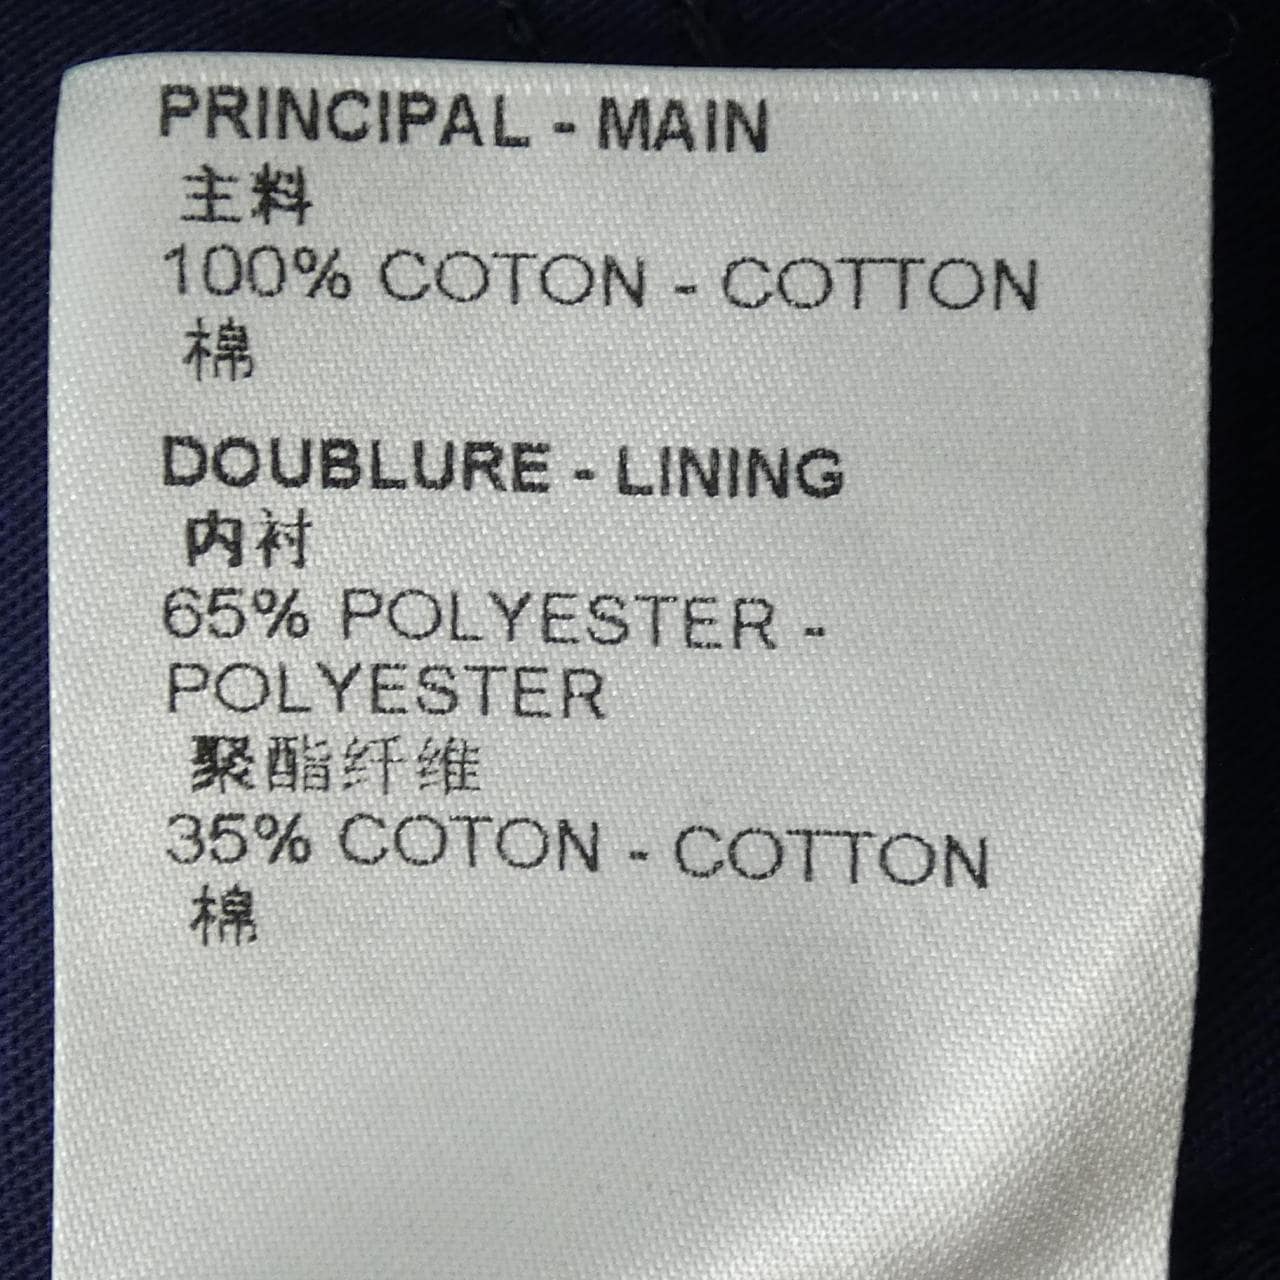 PRINCIPAL - MAIN
主料
100% COTON - COTTON
棉
DOUBLURE - LINING
内衬
65% POLYESTER -
POLYESTER
聚酯纤维
35% COTON - COTTON
棉